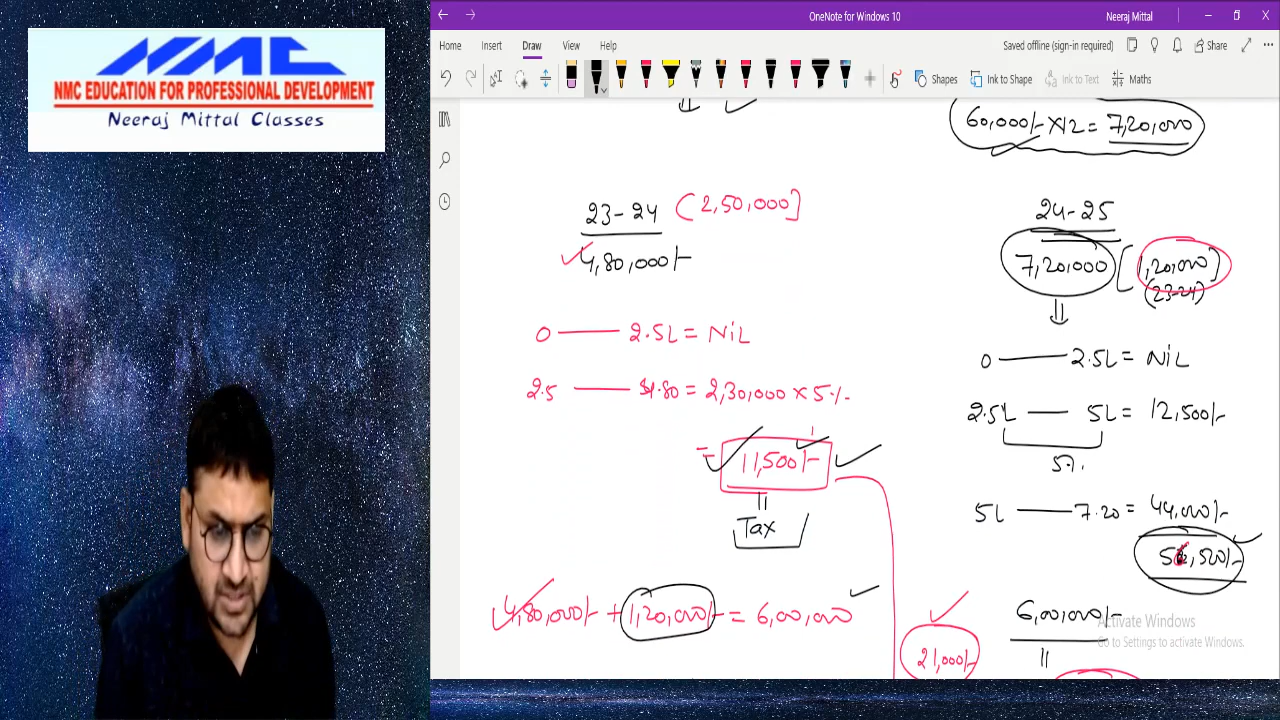 NMC
NMC EDUCATION FOR PROFESSIONAL DEVELOPMENT
Neeraj Mittal Classes
OneNote for Windows 10
Neeraj Mittal
Home Insert Draw View Help
Saved offline (sign-in required)
Share
Shapes
Ink to Shape
Ink to Text
Maths
60,000/- × 12 = 7,20,000
23-24 (2,50,000]
4,80,000/-
0 — 2.5L = NiL
2.5 — 4.80 = 2,30,000 × 5%
= 11,500/-
Tax
4,80,000/- + 1,20,000/- = 6,00,000
24-25
7,20,000 [1,20,000]
(23-24)
0 — 2.5L = NiL
2.5L — 5L = 12,500/-
5%
5L — 7.20 = 44,000/-
56,500/-
6,00,000/-
21,000/-
Activate Windows
Go to Settings to activate Windows.